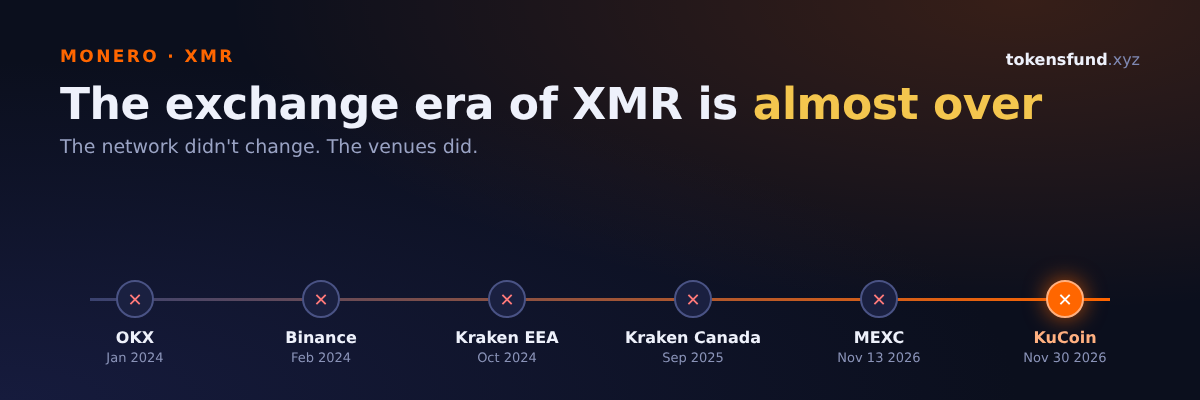 MONERO · XMR
tokensfund.xyz
The exchange era of XMR is almost over
The network didn't change. The venues did.
OKX
Jan 2024
Binance
Feb 2024
Kraken EEA
Oct 2024
Kraken Canada
Sep 2025
MEXC
Nov 13 2026
KuCoin
Nov 30 2026